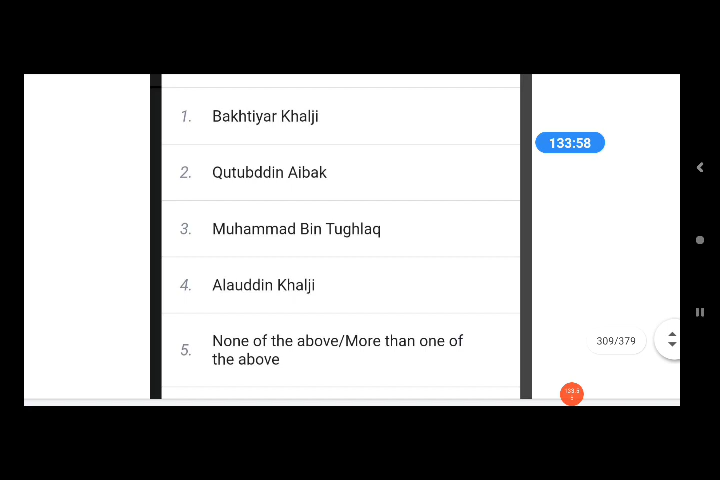 1. Bakhtiyar Khalji
133:58
2. Qutubddin Aibak
3. Muhammad Bin Tughlaq
4. Alauddin Khalji
5. None of the above/More than one of
the above
309/379